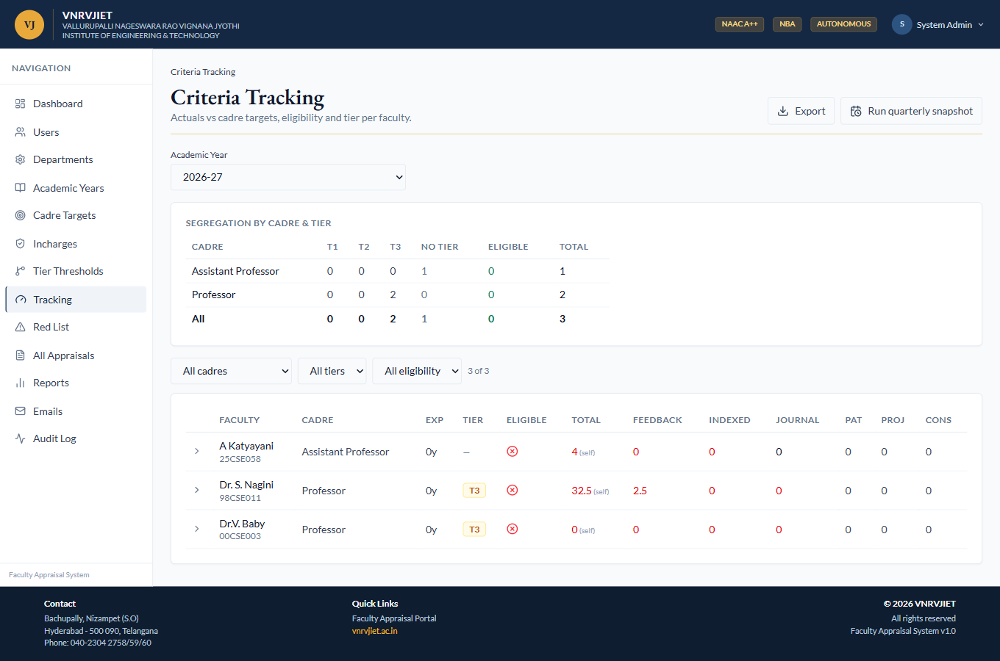 VJ
VNRVJIET
VALLURUPALLI NAGESWARA RAO VIGNANA JYOTHI
INSTITUTE OF ENGINEERING & TECHNOLOGY
NAAC A++ NBA AUTONOMOUS S System Admin
NAVIGATION
Dashboard
Users
Departments
Academic Years
Cadre Targets
Incharges
Tier Thresholds
Tracking
Red List
All Appraisals
Reports
Emails
Audit Log
Faculty Appraisal System
Criteria Tracking
Criteria Tracking
Actuals vs cadre targets, eligibility and tier per faculty.
Export Run quarterly snapshot
Academic Year
2026-27
SEGREGATION BY CADRE & TIER
CADRE T1 T2 T3 NO TIER ELIGIBLE TOTAL
Assistant Professor 0 0 0 1 0 1
Professor 0 0 2 0 0 2
All 0 0 2 1 0 3
All cadres All tiers All eligibility 3 of 3
FACULTY CADRE EXP TIER ELIGIBLE TOTAL FEEDBACK INDEXED JOURNAL PAT PROJ CONS
A Katyayani
25CSE058
Assistant Professor 0y – 4 (self) 0 0 0 0 0 0
Dr. S. Nagini
98CSE011
Professor 0y T3 32.5 (self) 2.5 0 0 0 0 0
Dr.V. Baby
00CSE003
Professor 0y T3 0 (self) 0 0 0 0 0 0
Contact
Bachupally, Nizampet (S.O)
Hyderabad - 500 090, Telangana
Phone: 040-2304 2758/59/60
Quick Links
Faculty Appraisal Portal
vnrvjiet.ac.in
© 2026 VNRVJIET
All rights reserved
Faculty Appraisal System v1.0